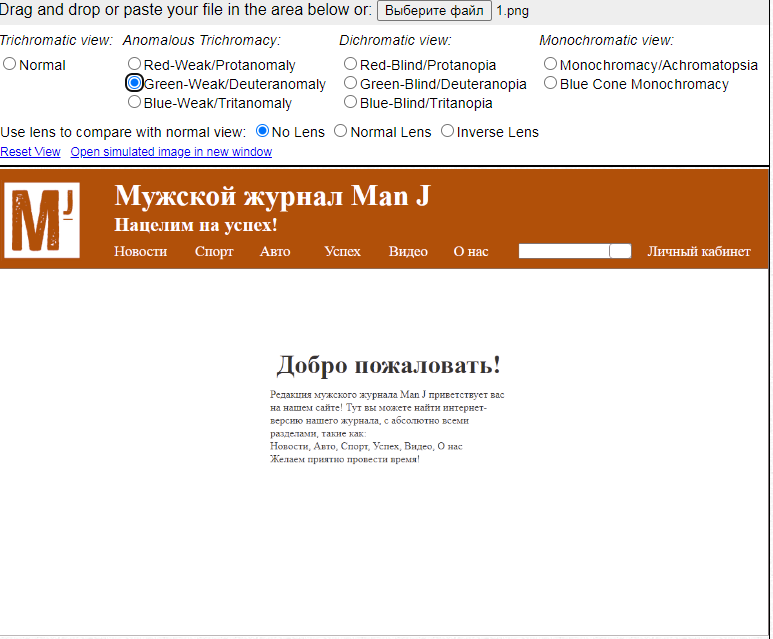 Drag and drop or paste your file in the area below or: Выберите файл 1.png
Trichromatic view: Anomalous Trichromacy: Dichromatic view: Monochromatic view:
Normal Red-Weak/Protanomaly Red-Blind/Protanopia Monochromacy/Achromatopsia
Green-Weak/Deuteranomaly Green-Blind/Deuteranopia Blue Cone Monochromacy
Blue-Weak/Tritanomaly Blue-Blind/Tritanopia
Use lens to compare with normal view: No Lens Normal Lens Inverse Lens
Reset View Open simulated image in new window
MJ Мужской журнал Man J
Нацелим на успех!
Новости Спорт Авто Успех Видео О нас Личный кабинет
Добро пожаловать!
Редакция мужского журнала Man J приветствует вас
на нашем сайте! Тут вы можете найти интернет-
версию нашего журнала, с абсолютно всеми
разделами, такие как:
Новости, Авто, Спорт, Успех, Видео, О нас
Желаем приятно провести время!